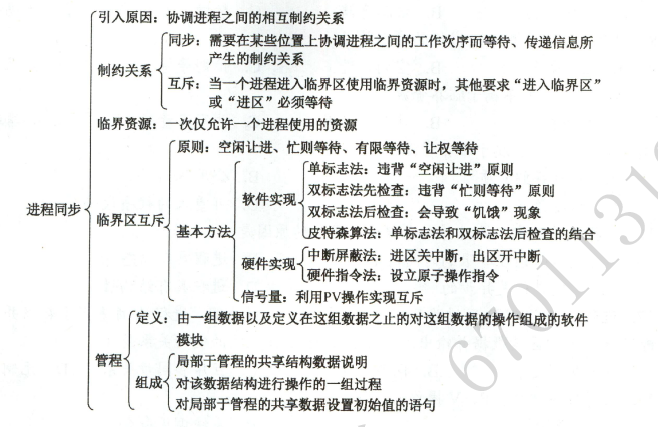 引入原因：协调进程之间的相互制约关系
同步：需要在某些位置上协调进程之间的工作次序而等待、传递信息所
产生的制约关系
制约关系
互斥：当一个进程进入临界区使用临界资源时，其他要求“进入临界区”
或“进区”必须等待
临界资源：一次仅允许一个进程使用的资源
原则：空闲让进、忙则等待、有限等待、让权等待
单标志法：违背“空闲让进”原则
双标志法先检查：违背“忙则等待”原则
软件实现
双标志法后检查：会导致“饥饿”现象
进程同步
临界区互斥
基本方法
皮特森算法：单标志法和双标志法后检查的结合
中断屏蔽法：进区关中断，出区开中断
硬件实现
硬件指令法：设立原子操作指令
信号量：利用PV操作实现互斥
定义：由一组数据以及定义在这组数据之止的对这组数据的操作组成的软件
模块
管程
局部于管程的共享结构数据说明
组成
对该数据结构进行操作的一组过程
对局部于管程的共享数据设置初始值的语句